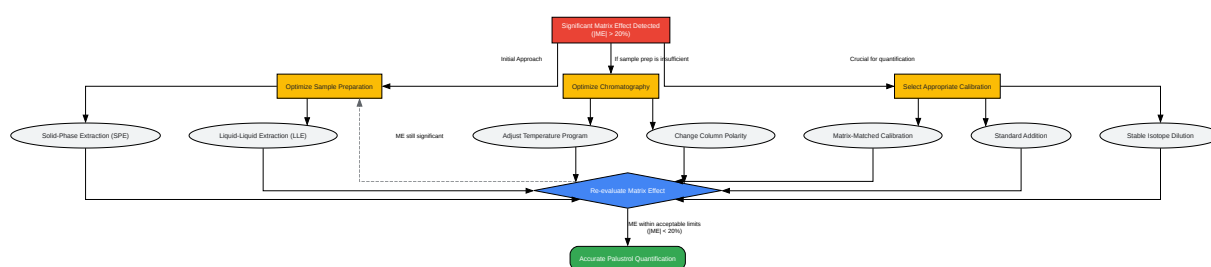 Significant Matrix Effect Detected
(|ME| > 20%)
Initial Approach
If sample prep is insufficient
Crucial for quantification
Optimize Sample Preparation
Optimize Chromatography
Select Appropriate Calibration
Solid-Phase Extraction (SPE)
Liquid-Liquid Extraction (LLE)
ME still significant
Adjust Temperature Program
Change Column Polarity
Matrix-Matched Calibration
Standard Addition
Stable Isotope Dilution
Re-evaluate Matrix Effect
ME within acceptable limits
(|ME| < 20%)
Accurate Palustrol Quantification